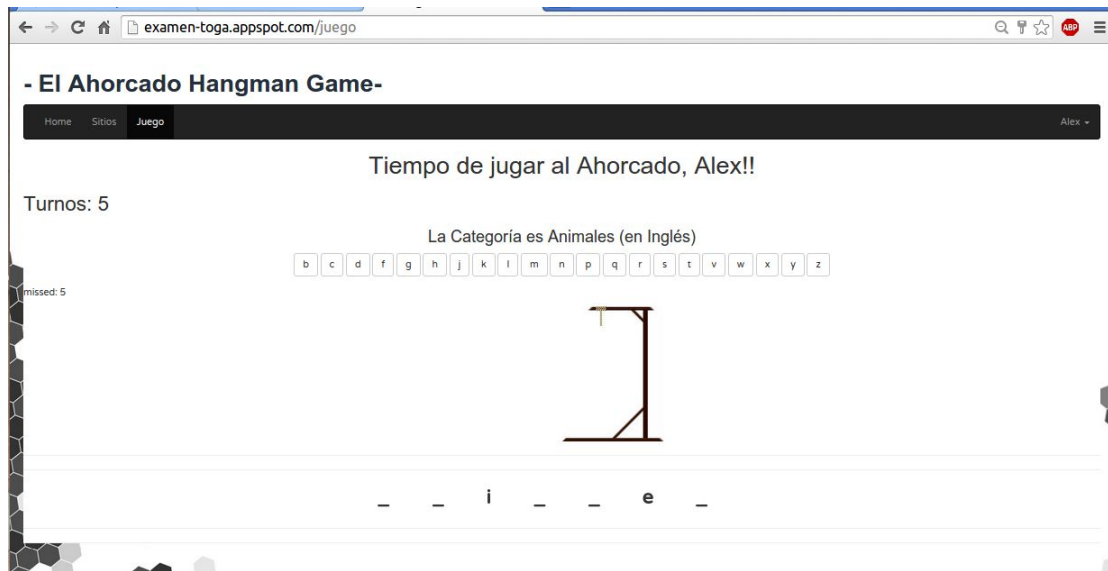 examen-toga.appspot.com/juego
ABP
- El Ahorcado Hangman Game-
Home Sitios Juego Alex
Tiempo de jugar al Ahorcado, Alex!!
Turnos: 5
La Categoría es Animales (en Inglés)
b c d f g h j k l m n p q r s t v w x y z
missed: 5
_ _ i _ _ e _